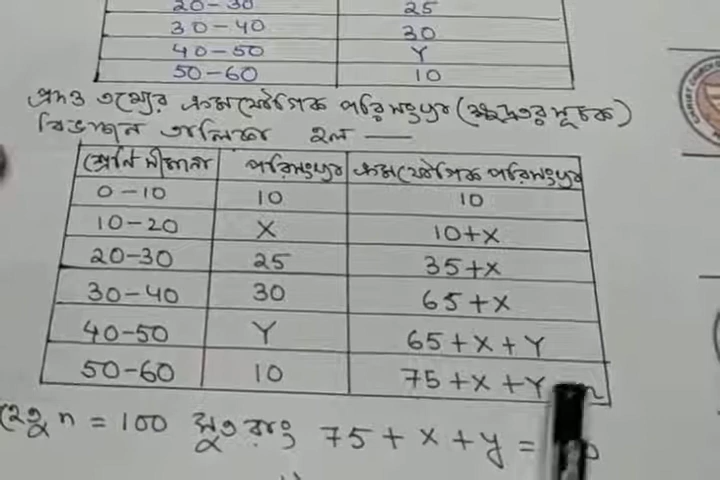 20-30 25
30-40 30
40-50 Y
50-60 10
প্রদত্ত তথ্যের ক্রমযৌগিক পরিসংখ্যা (ক্ষুদ্রতর সূচক)
বিভাজন তালিকা হল —
শ্রেণি সীমানা পরিসংখ্যা ক্রমযৌগিক পরিসংখ্যা
0-10 10 10
10-20 X 10+X
20-30 25 35+X
30-40 30 65+X
40-50 Y 65+X+Y
50-60 10 75+X+Y
n = 100 সুতরাং 75+x+y =